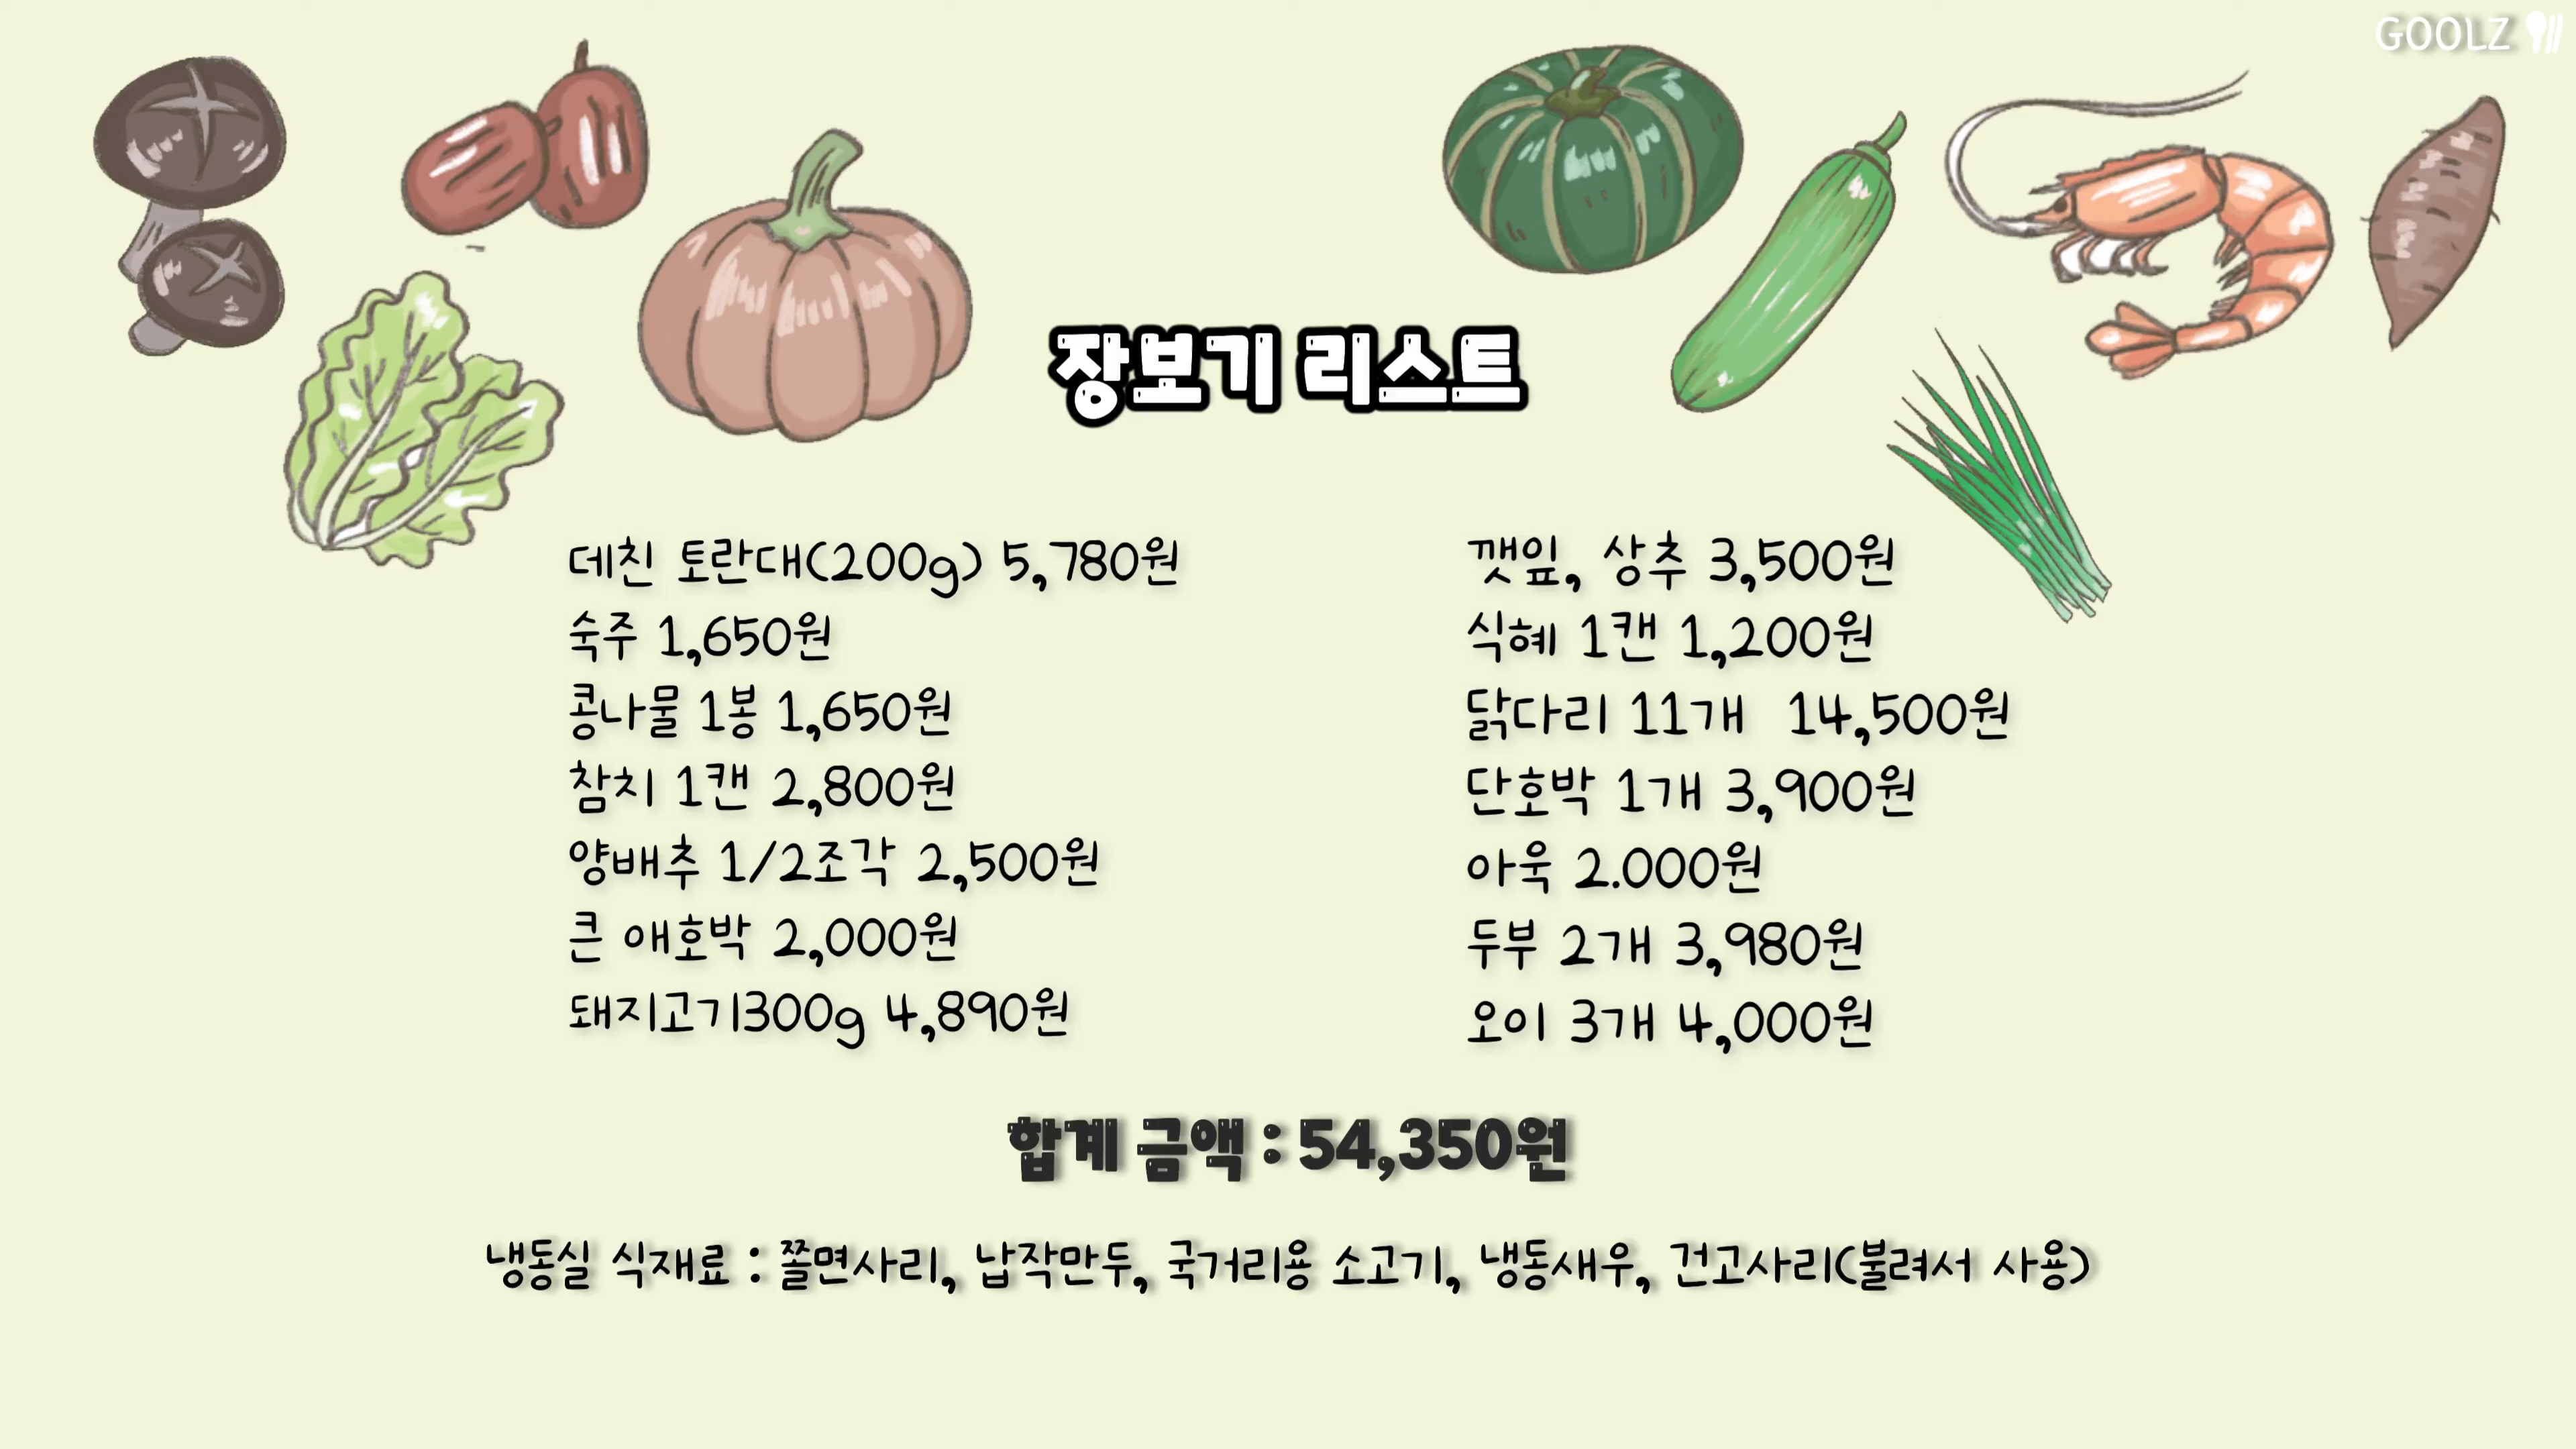 GOOLZ
장보기 리스트
데친 토란대(200g) 5,780원
숙주 1,650원
콩나물 1봉 1,650원
참치 1캔 2,800원
양배추 1/2조각 2,500원
큰 애호박 2,000원
돼지고기300g 4,890원
깻잎, 상추 3,500원
식혜 1캔 1,200원
닭다리 11개 14,500원
단호박 1개 3,900원
아욱 2.000원
두부 2개 3,980원
오이 3개 4,000원
합계 금액 : 54,350원
냉동실 식재료 : 쫄면사리, 납작만두, 국거리용 소고기, 냉동새우, 건고사리(불려서 사용)